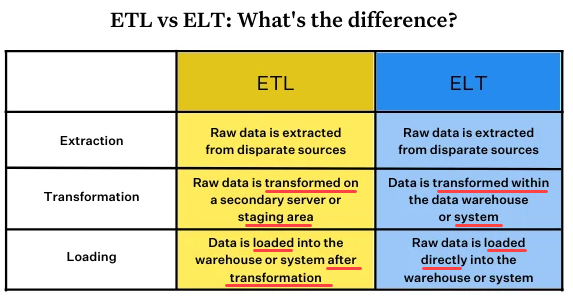 ETL vs ELT: What's the difference?
ETL
ELT
Extraction
Raw data is extracted
from disparate sources
Raw data is extracted
from disparate sources
Transformation
Raw data is transformed on
a secondary server or
staging area
Data is transformed within
the data warehouse
or system
Loading
Data is loaded into the
warehouse or system after
transformation
Raw data is loaded
directly into the
warehouse or system